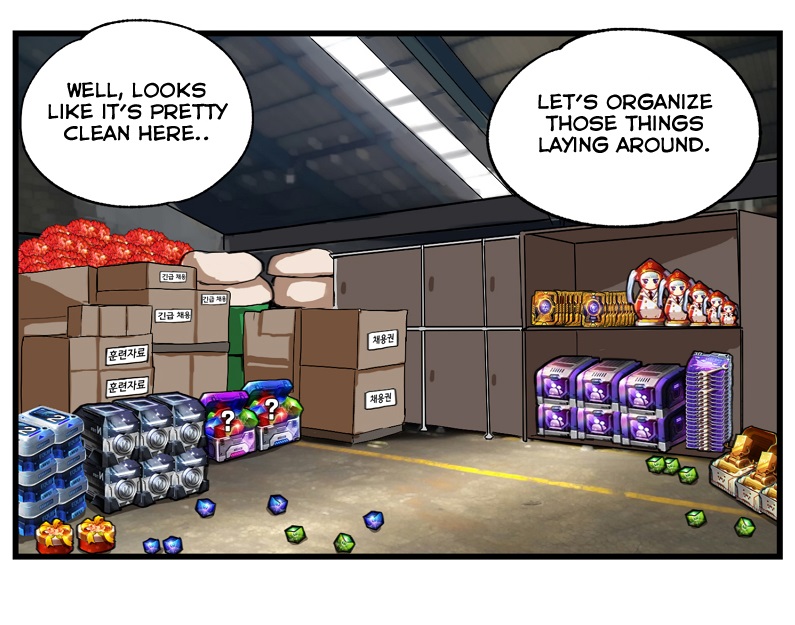 WELL, LOOKS
LIKE IT'S PRETTY
CLEAN HERE..
LET'S ORGANIZE
THOSE THINGS
LAYING AROUND.
긴급 채용
긴급 채용
긴급 채용
훈련자료
훈련자료
채용권
채용권
?
?